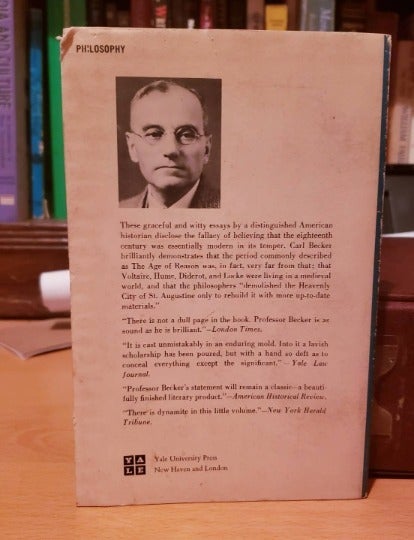 PHILOSOPHY
These graceful and witty essays by a distinguished American
historian disclose the fallacy of believing that the eighteenth
century was essentially modern in its temper. Carl Becker
brilliantly demonstrates that the period commonly described
as The Age of Reason was, in fact, very far from that; that
Voltaire, Hume, Diderot, and Locke were living in a medieval
world, and that the philosophers "demolished the Heavenly
City of St. Augustine only to rebuild it with more up-to-date
materials."
"There is not a dull page in the book. Professor Becker is as
sound as he is brilliant."—London Times.
"It is cast unmistakably in an enduring mold. Into it a lavish
scholarship has been poured, but with a hand so deft as to
conceal everything except the significant."—Yale Law
Journal.
"Professor Becker's statement will remain a classic—a beauti-
fully finished literary product."—American Historical Review.
"There is dynamite in this little volume."—New York Herald
Tribune.
YA
LE
Yale University Press
New Haven and London
AND CULTURE